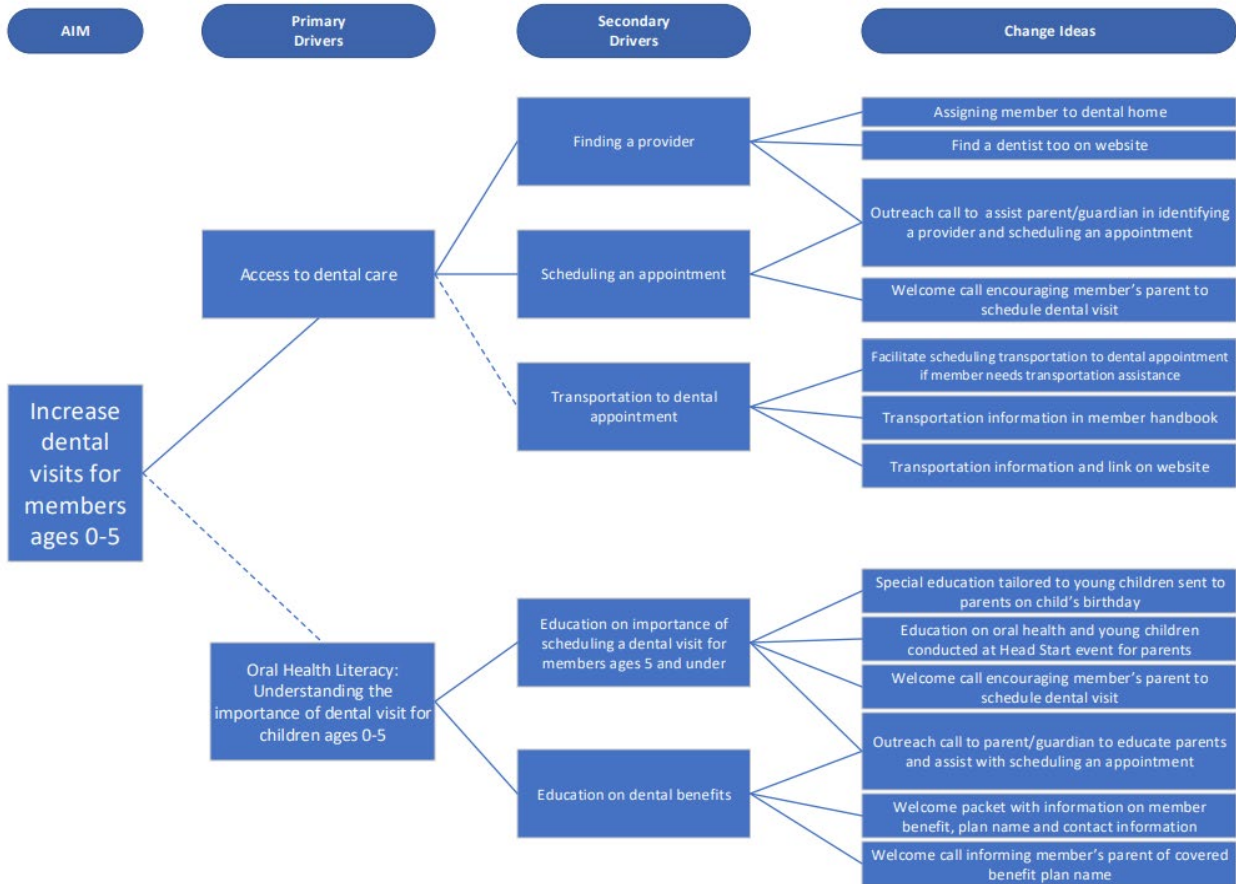 AIM
Primary
Drivers
Secondary
Drivers
Change Ideas
Increase
dental
visits for
members
ages 0-5
Access to dental care
Finding a provider
Assigning member to dental home
Find a dentist too on website
Outreach call to assist parent/guardian in identifying
a provider and scheduling an appointment
Scheduling an appointment
Welcome call encouraging member's parent to
schedule dental visit
Transportation to dental
appointment
Facilitate scheduling transportation to dental appointment
if member needs transportation assistance
Transportation information in member handbook
Transportation information and link on website
Oral Health Literacy:
Understanding the
importance of dental visit for
children ages 0-5
Education on importance of
scheduling a dental visit for
members ages 5 and under
Special education tailored to young children sent to
parents on child's birthday
Education on oral health and young children
conducted at Head Start event for parents
Welcome call encouraging member's parent to
schedule dental visit
Outreach call to parent/guardian to educate parents
and assist with scheduling an appointment
Education on dental benefits
Welcome packet with information on member
benefit, plan name and contact information
Welcome call informing member's parent of covered
benefit plan name